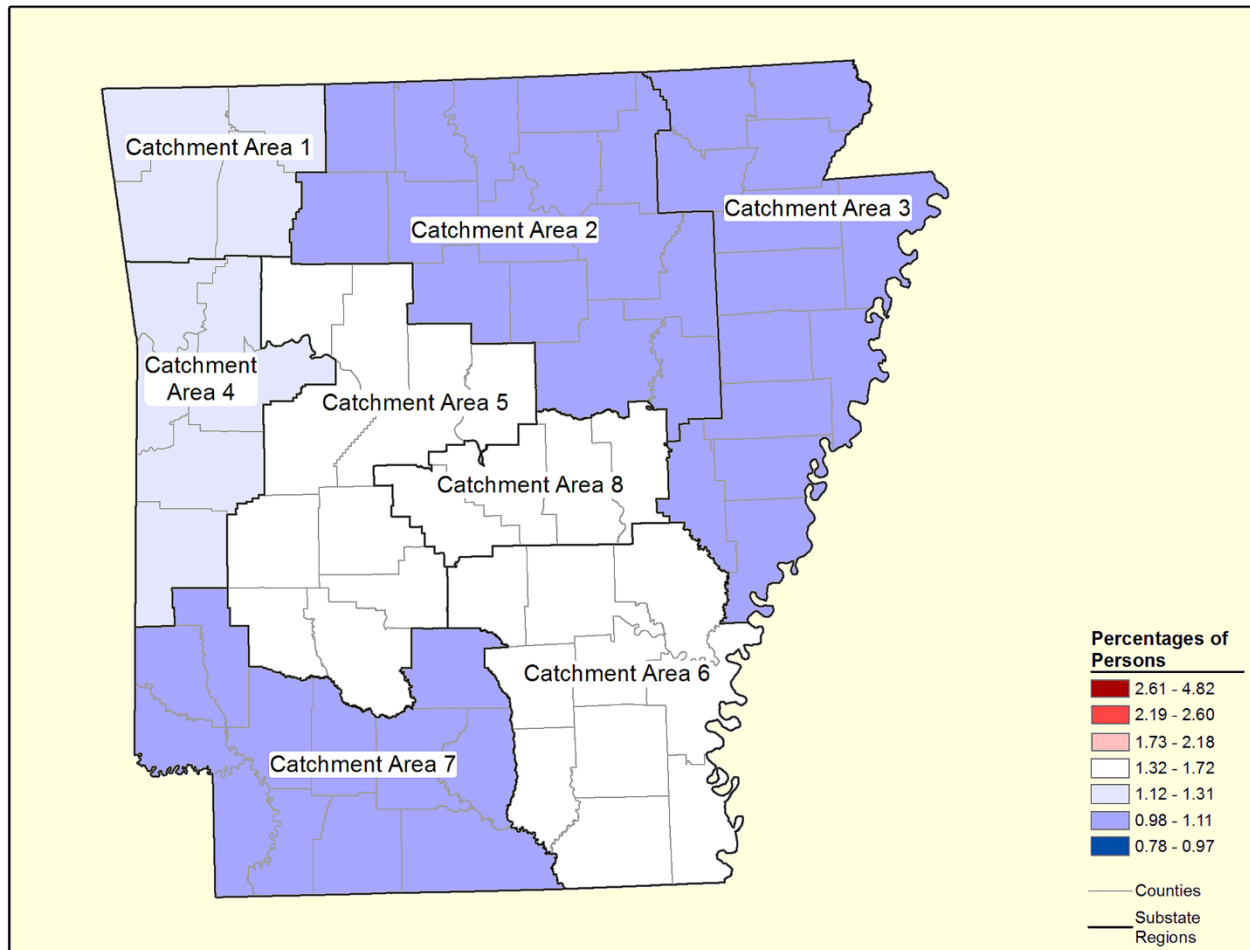 Catchment Area 1
Catchment Area 3
Catchment Area 2
Catchment
Area 4
Catchment Area 5
Catchment Area 8
Catchment Area 6
Catchment Area 7
Percentages of
Persons
2.61 - 4.82
2.19 - 2.60
1.73 - 2.18
1.32 - 1.72
1.12 - 1.31
0.98 - 1.11
0.78 - 0.97
Counties
Substate
Regions